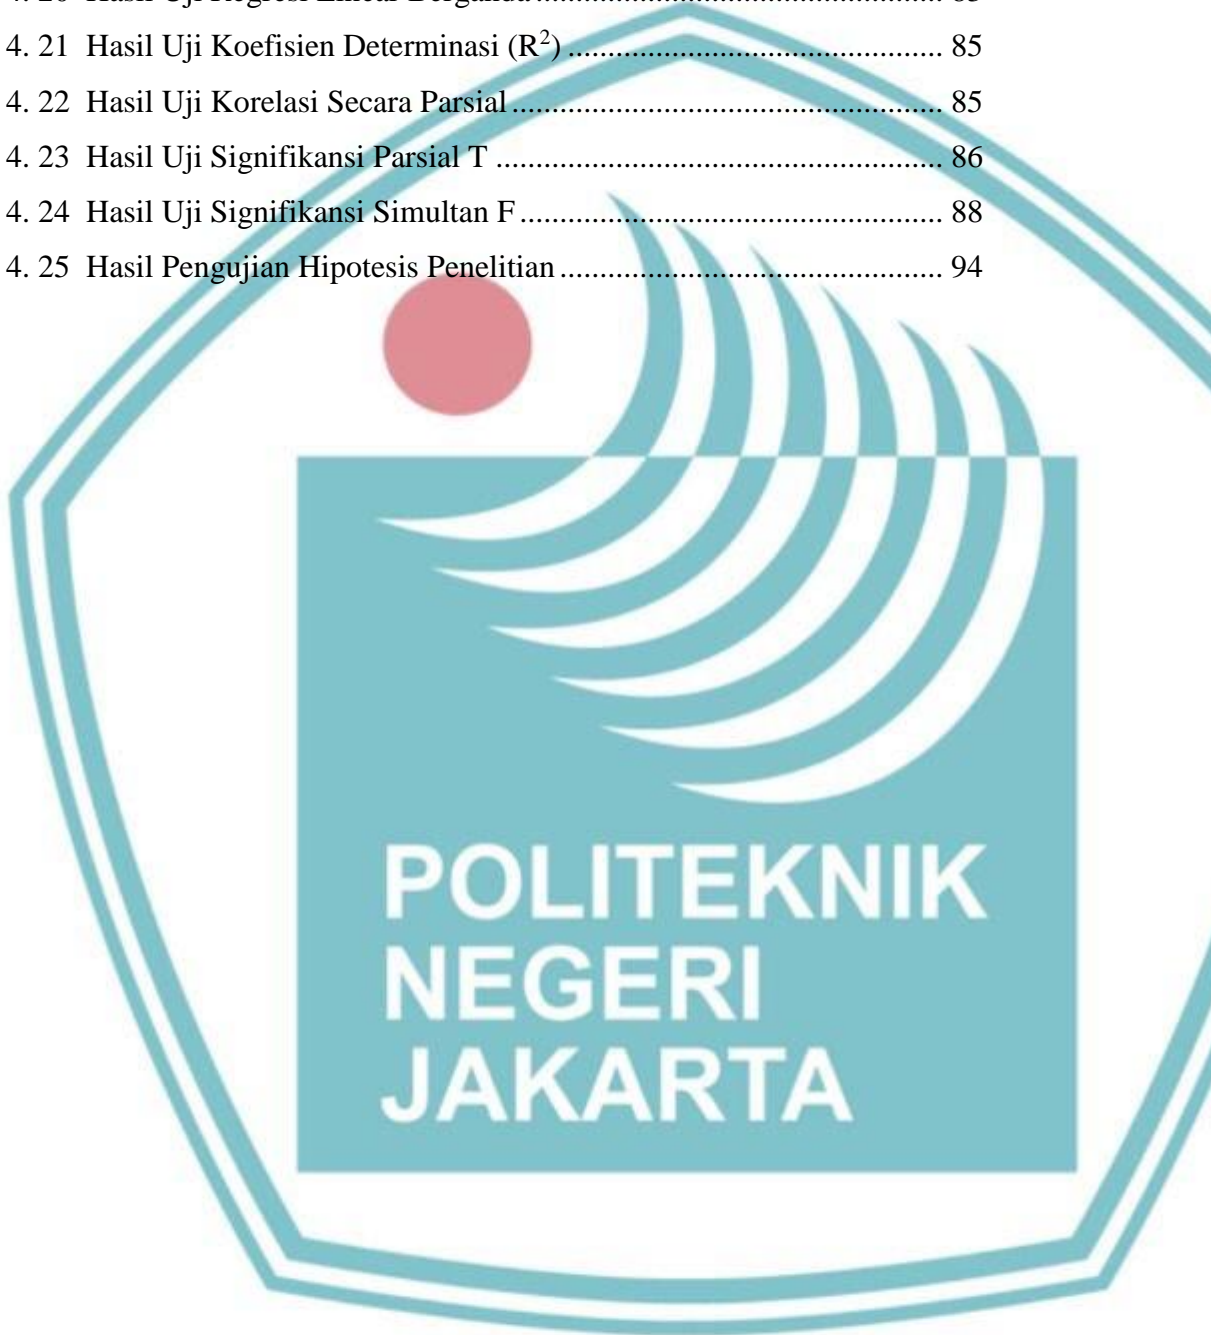 4. 21 Hasil Uji Koefisien Determinasi (R²) .......................................... 85
4. 22 Hasil Uji Korelasi Secara Parsial ................................................ 85
4. 23 Hasil Uji Signifikansi Parsial T .................................................. 86
4. 24 Hasil Uji Signifikansi Simultan F ............................................... 88
4. 25 Hasil Pengujian Hipotesis Penelitian ........................................... 94
POLITEKNIK
NEGERI
JAKARTA